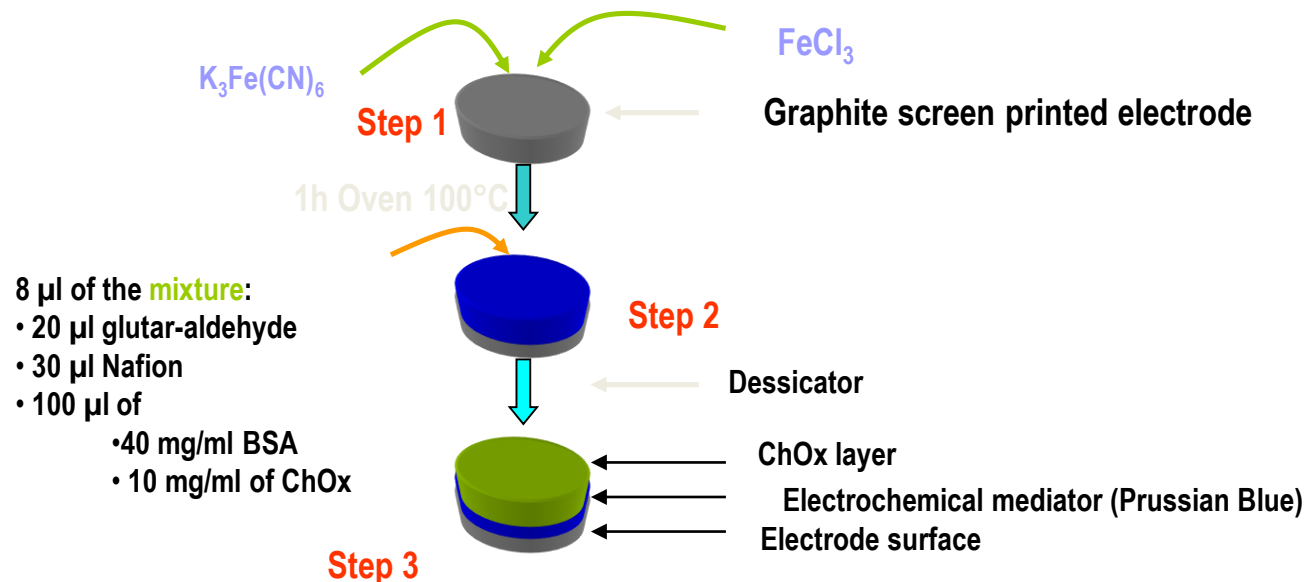 K₃Fe(CN)₆
FeCl₃
Step 1
Graphite screen printed electrode
1h Oven 100°C
8 µl of the mixture:
• 20 µl glutar-aldehyde
• 30 µl Nafion
• 100 µl of
•40 mg/ml BSA
• 10 mg/ml of ChOx
Step 2
Dessicator
ChOx layer
Electrochemical mediator (Prussian Blue)
Electrode surface
Step 3